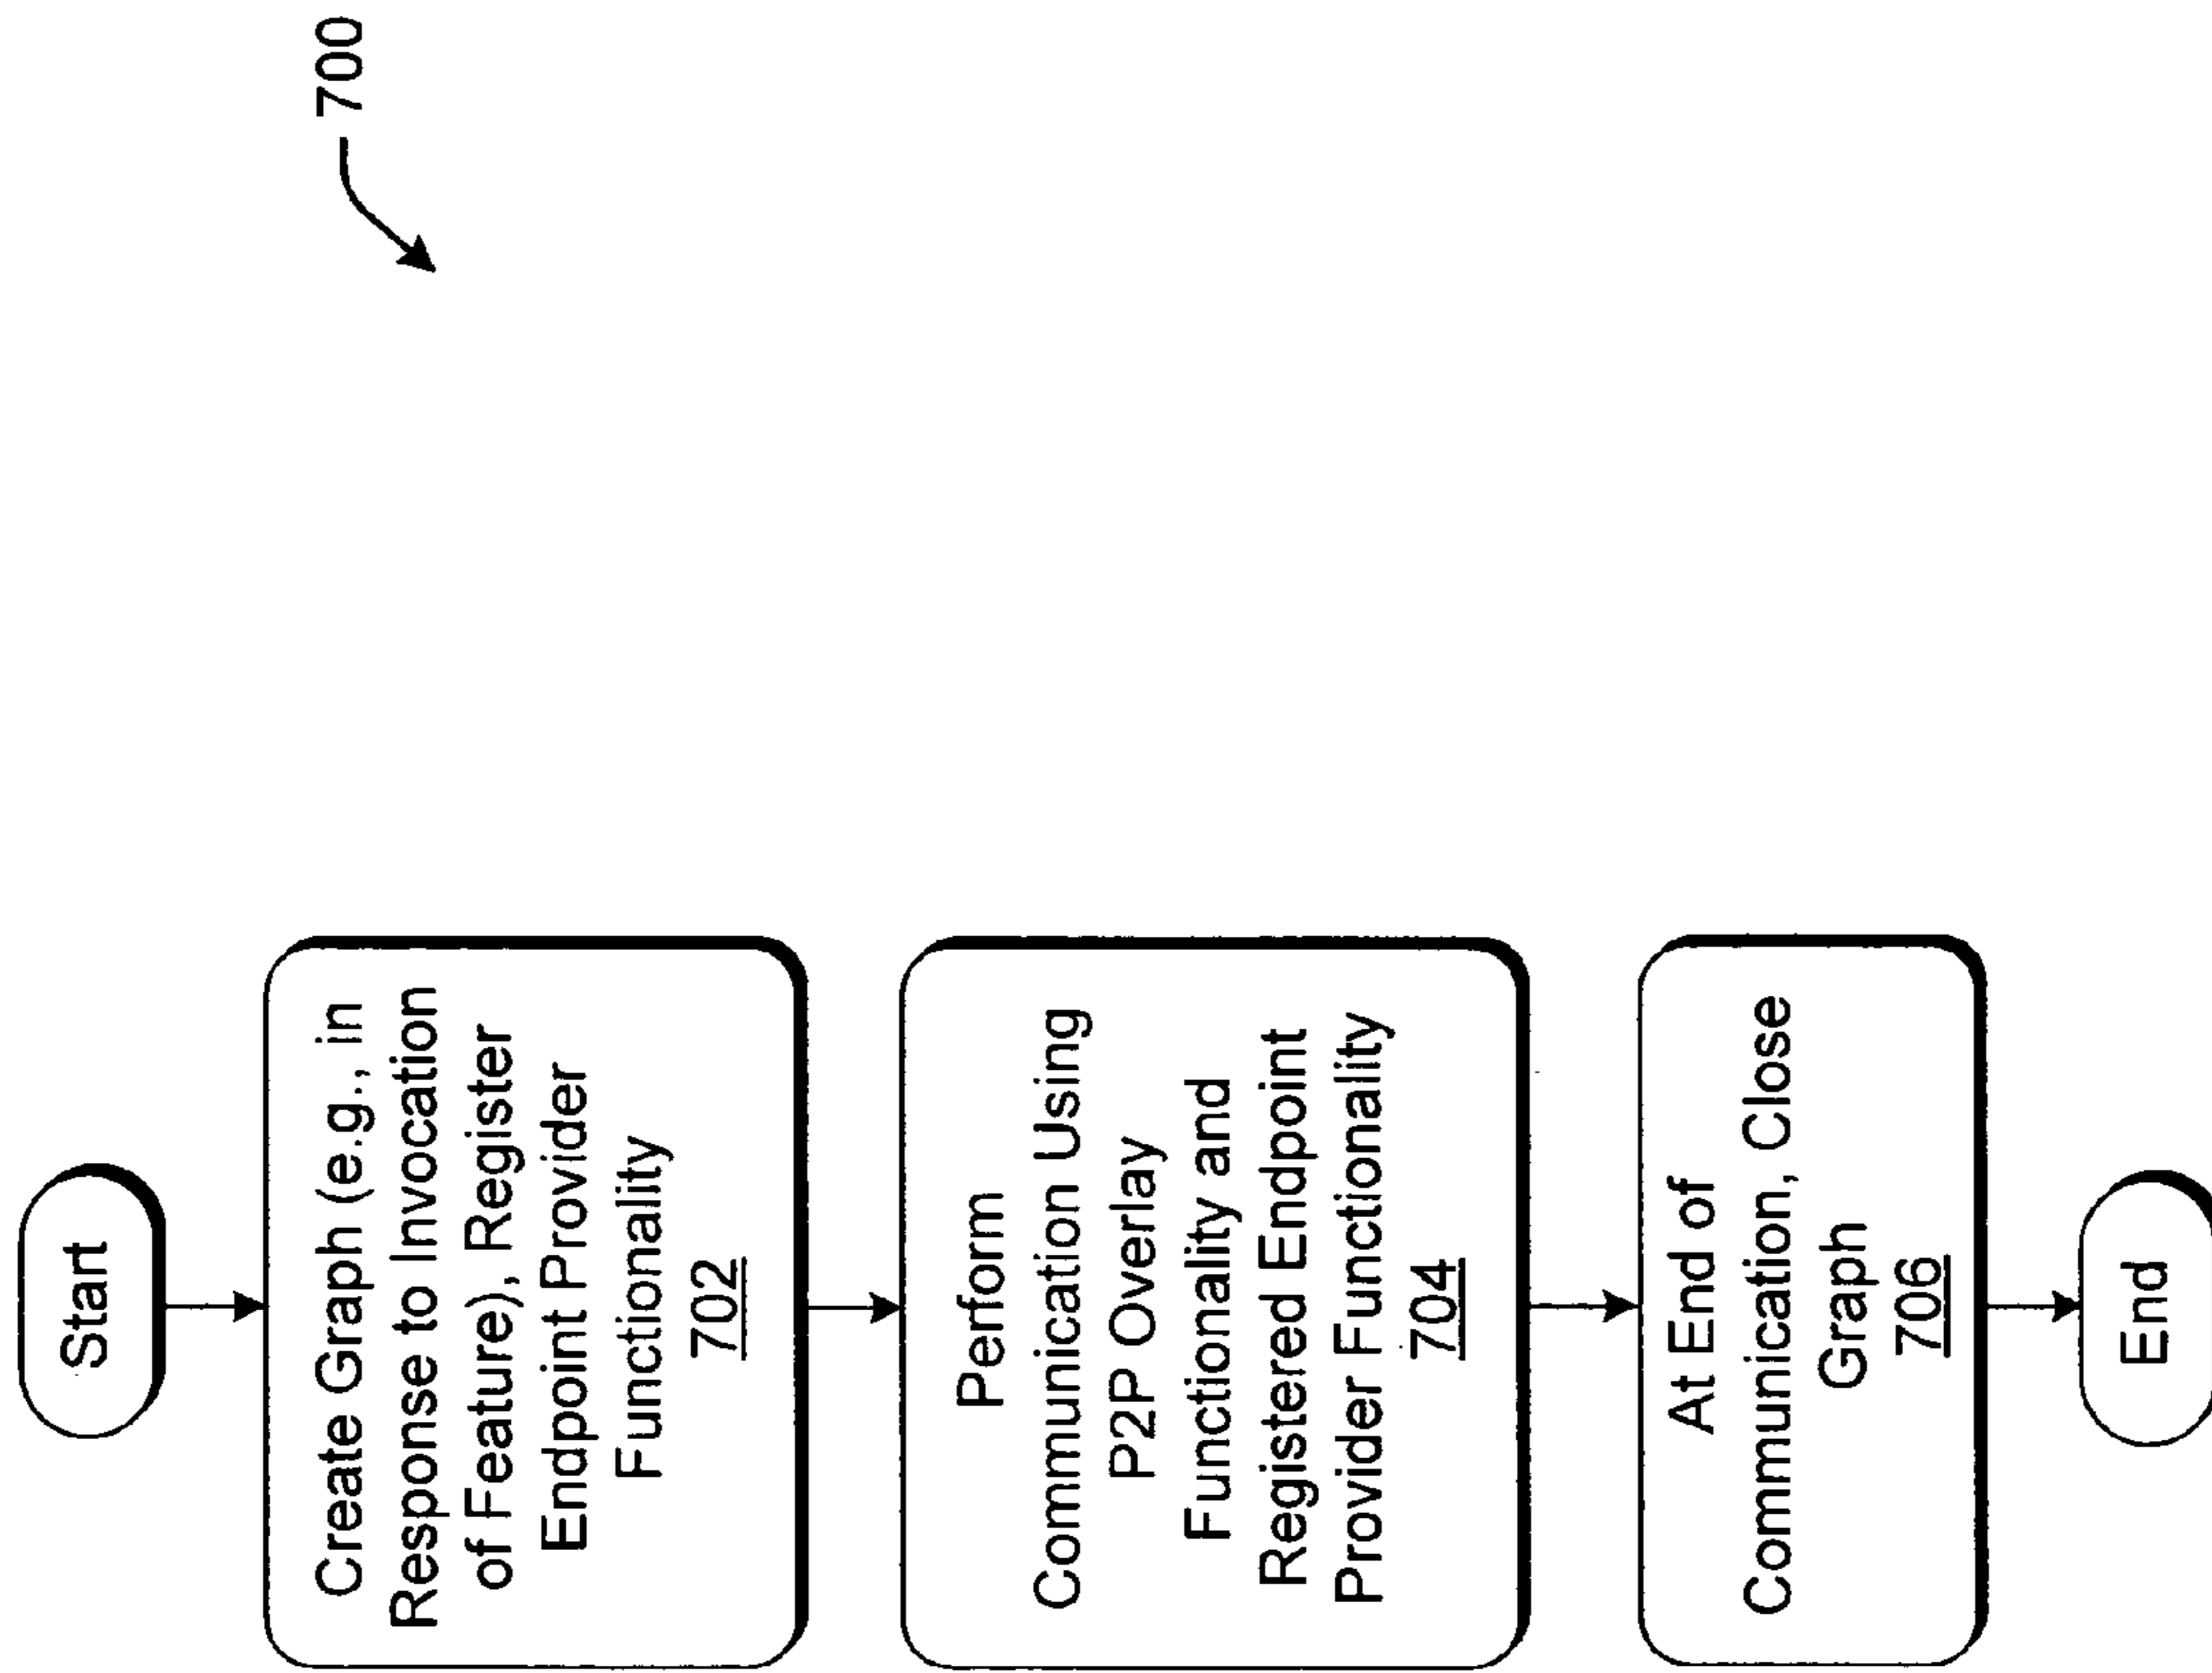 700
Start
Create Graph (e.g., in
Response to Invocation
of Feature), Register
Endpoint Provider
Functionality
702
Perform
Communication Using
P2P Overlay
Functionality and
Registered Endpoint
Provider Functionality
704
At End of
Communication, Close
Graph
706
End